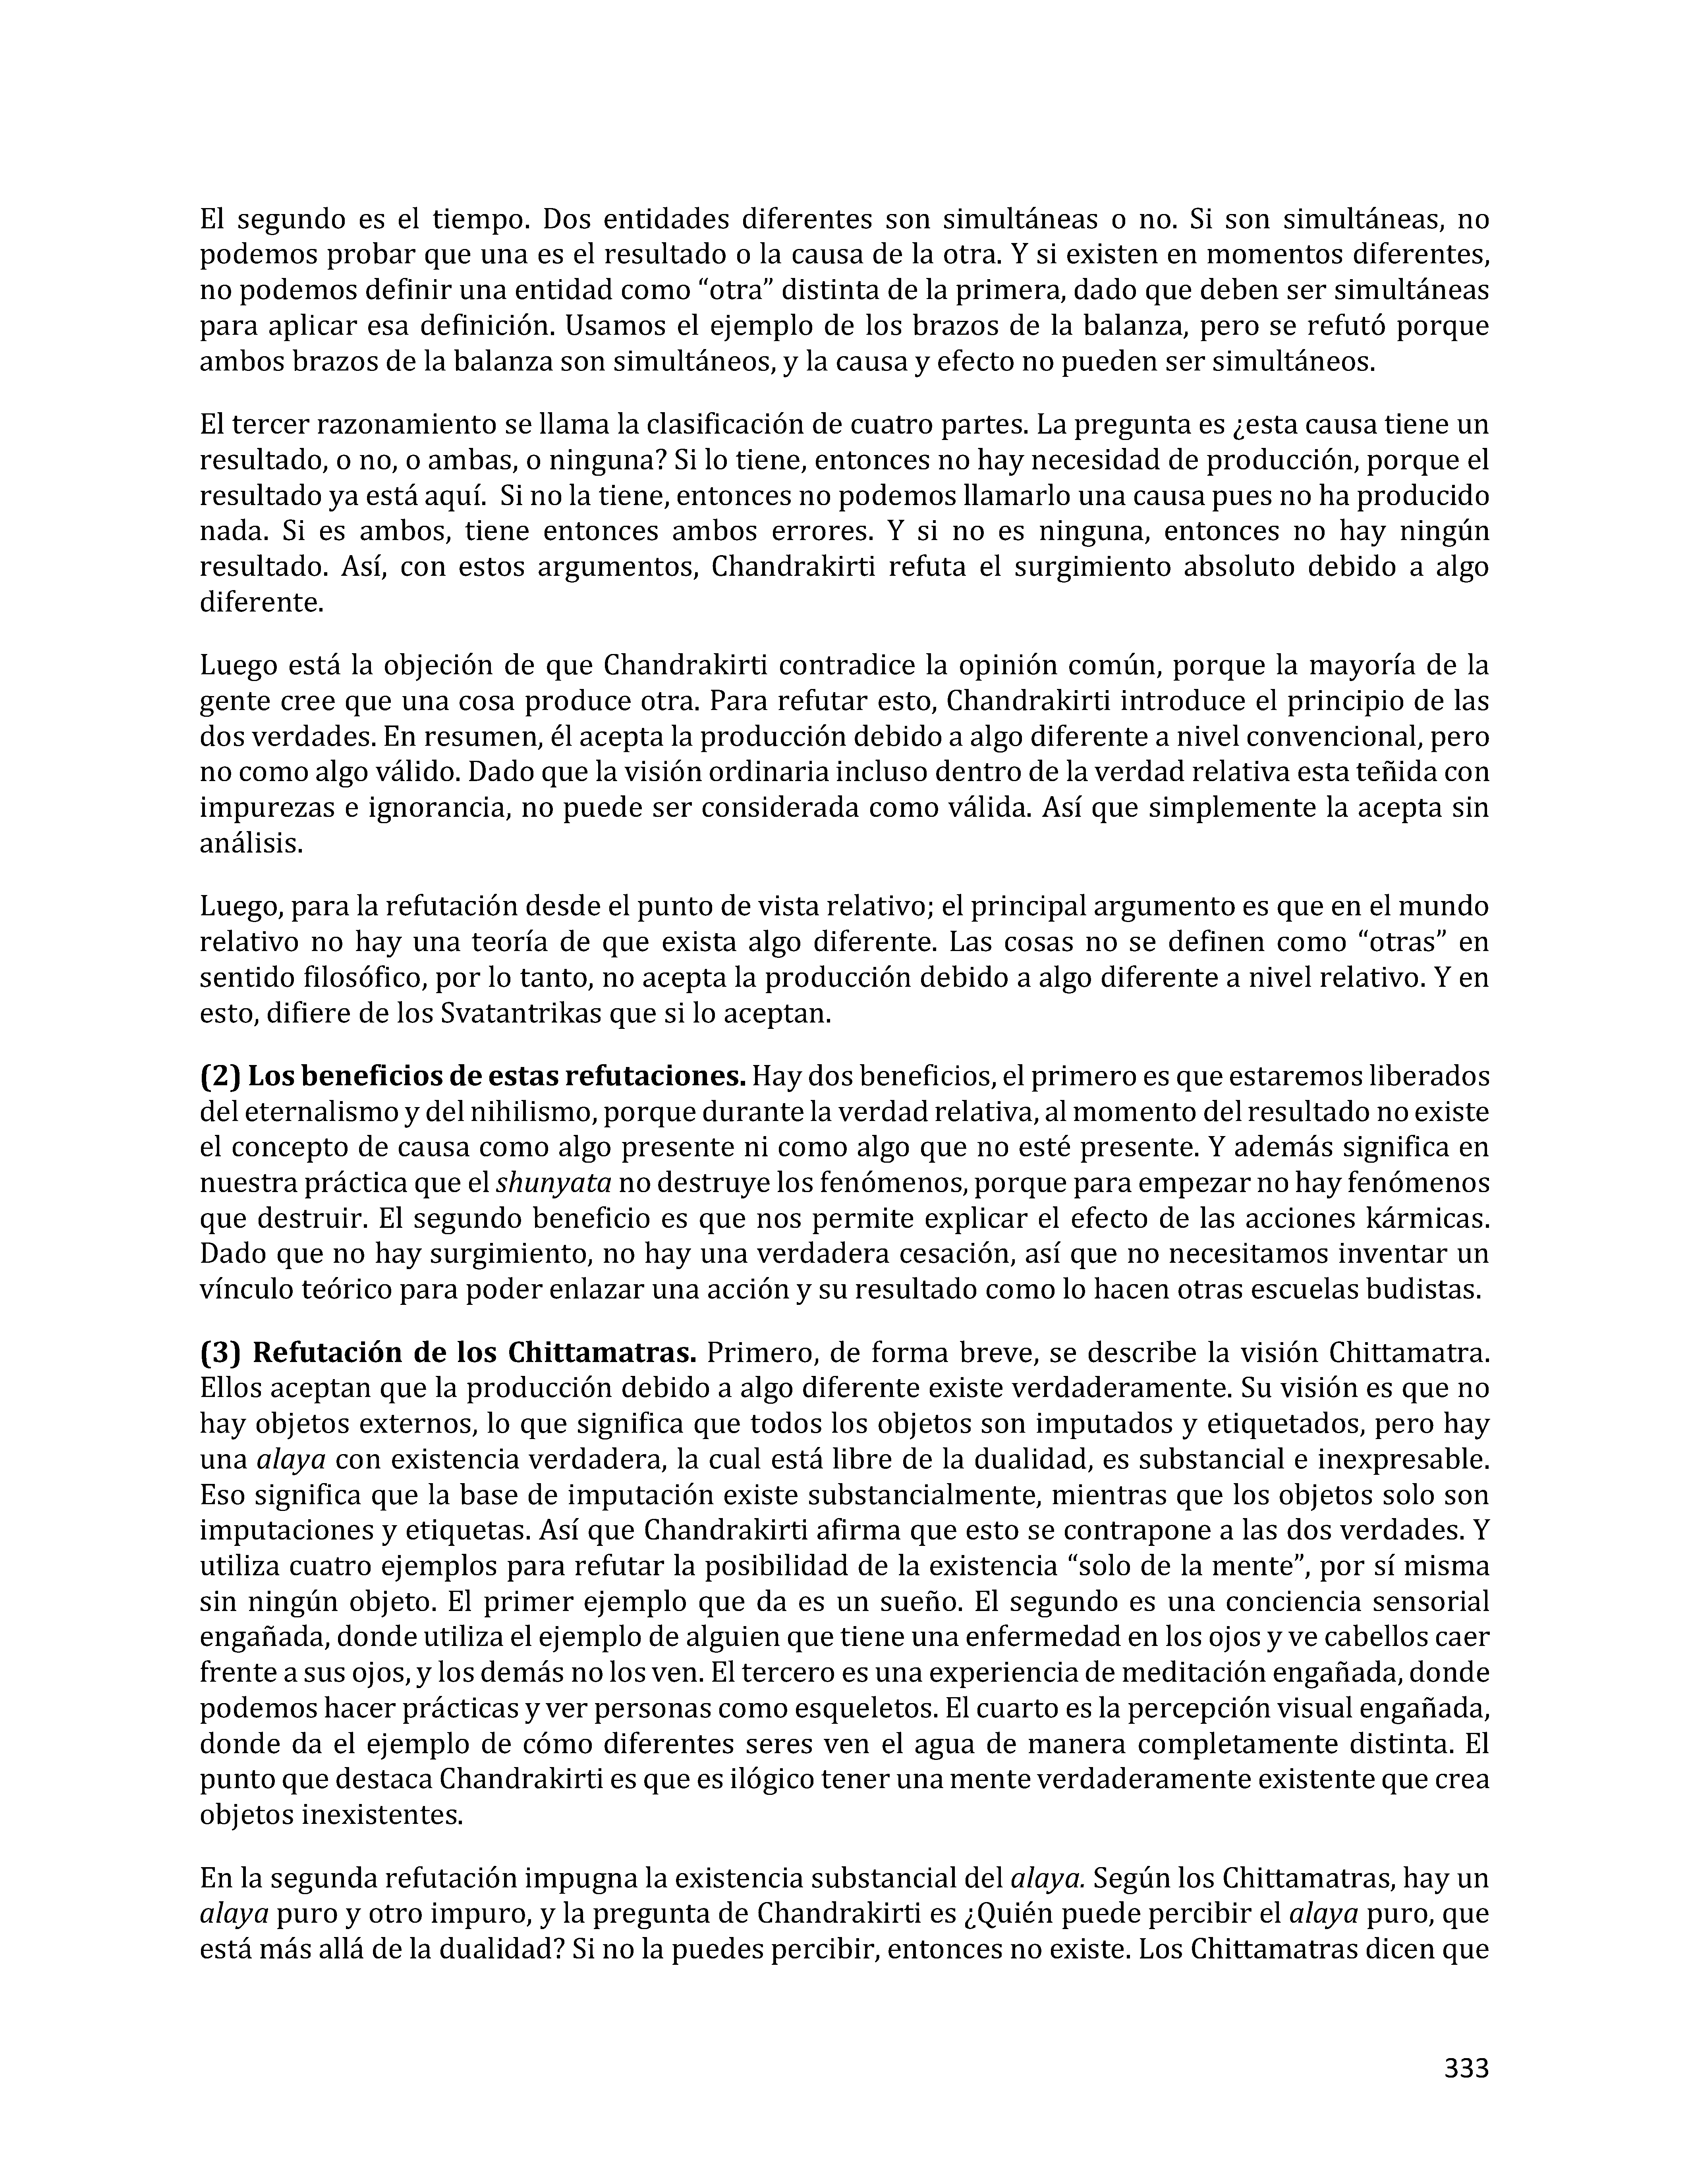 El segundo es el tiempo. Dos entidades diferentes son simultáneas o no. Si son simultáneas, no
podemos probar que una es el resultado o la causa de la otra. Y si existen en momentos diferentes,
no podemos definir una entidad como “otra” distinta de la primera, dado que deben ser simultáneas
para aplicar esa definición. Usamos el ejemplo de los brazos de la balanza, pero se refutó porque
ambos brazos de la balanza son simultáneos, y la causa y efecto no pueden ser simultáneos.
El tercer razonamiento se llama la clasificación de cuatro partes. La pregunta es ¿esta causa tiene un
resultado, o no, o ambas, o ninguna? Si lo tiene, entonces no hay necesidad de producción, porque el
resultado ya está aquí.  Si no la tiene, entonces no podemos llamarlo una causa pues no ha producido
nada. Si es ambos, tiene entonces ambos errores. Y si no es ninguna, entonces no hay ningún
resultado. Así, con estos argumentos, Chandrakirti refuta el surgimiento absoluto debido a algo
diferente.
Luego está la objeción de que Chandrakirti contradice la opinión común, porque la mayoría de la
gente cree que una cosa produce otra. Para refutar esto, Chandrakirti introduce el principio de las
dos verdades. En resumen, él acepta la producción debido a algo diferente a nivel convencional, pero
no como algo válido. Dado que la visión ordinaria incluso dentro de la verdad relativa esta teñida con
impurezas e ignorancia, no puede ser considerada como válida. Así que simplemente la acepta sin
análisis.
Luego, para la refutación desde el punto de vista relativo; el principal argumento es que en el mundo
relativo no hay una teoría de que exista algo diferente. Las cosas no se definen como “otras” en
sentido filosófico, por lo tanto, no acepta la producción debido a algo diferente a nivel relativo. Y en
esto, difiere de los Svatantrikas que si lo aceptan.
(2) Los beneficios de estas refutaciones. Hay dos beneficios, el primero es que estaremos liberados
del eternalismo y del nihilismo, porque durante la verdad relativa, al momento del resultado no existe
el concepto de causa como algo presente ni como algo que no esté presente. Y además significa en
nuestra práctica que el shunyata no destruye los fenómenos, porque para empezar no hay fenómenos
que destruir. El segundo beneficio es que nos permite explicar el efecto de las acciones kármicas.
Dado que no hay surgimiento, no hay una verdadera cesación, así que no necesitamos inventar un
vínculo teórico para poder enlazar una acción y su resultado como lo hacen otras escuelas budistas.
(3) Refutación de los Chittamatras. Primero, de forma breve, se describe la visión Chittamatra.
Ellos aceptan que la producción debido a algo diferente existe verdaderamente. Su visión es que no
hay objetos externos, lo que significa que todos los objetos son imputados y etiquetados, pero hay
una alaya con existencia verdadera, la cual está libre de la dualidad, es substancial e inexpresable.
Eso significa que la base de imputación existe substancialmente, mientras que los objetos solo son
imputaciones y etiquetas. Así que Chandrakirti afirma que esto se contrapone a las dos verdades. Y
utiliza cuatro ejemplos para refutar la posibilidad de la existencia “solo de la mente”, por sí misma
sin ningún objeto. El primer ejemplo que da es un sueño. El segundo es una conciencia sensorial
engañada, donde utiliza el ejemplo de alguien que tiene una enfermedad en los ojos y ve cabellos caer
frente a sus ojos, y los demás no los ven. El tercero es una experiencia de meditación engañada, donde
podemos hacer prácticas y ver personas como esqueletos. El cuarto es la percepción visual engañada,
donde da el ejemplo de cómo diferentes seres ven el agua de manera completamente distinta. El
punto que destaca Chandrakirti es que es ilógico tener una mente verdaderamente existente que crea
objetos inexistentes.
En la segunda refutación impugna la existencia substancial del alaya. Según los Chittamatras, hay un
alaya puro y otro impuro, y la pregunta de Chandrakirti es ¿Quién puede percibir el alaya puro, que
está más allá de la dualidad? Si no la puedes percibir, entonces no existe. Los Chittamatras dicen que
333